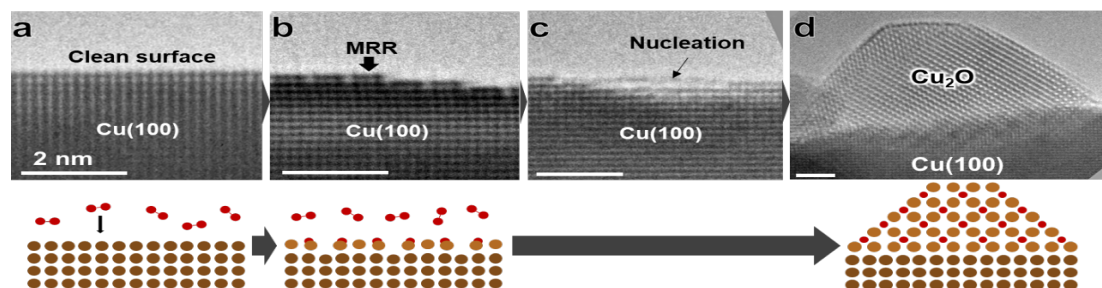 a
Clean surface
Cu(100)
2 nm
b
MRR
Cu(100)
c
Nucleation
Cu(100)
d
Cu₂O
Cu(100)